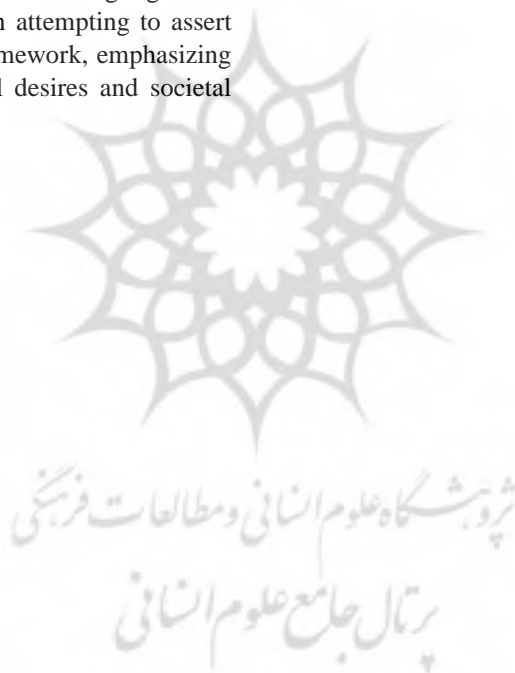 n attempting to assert
mework, emphasizing
l desires and societal
پژوهشگاه علوم انسانی و مطالعات فرهنگی
پرتال جامع علوم انسانی